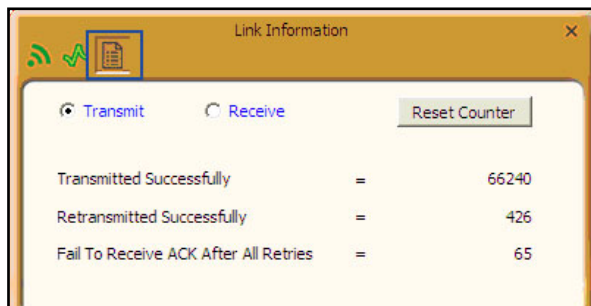 Link Information
Transmit Receive Reset Counter
Transmitted Successfully = 66240
Retransmitted Successfully = 426
Fail To Receive ACK After All Retries = 65